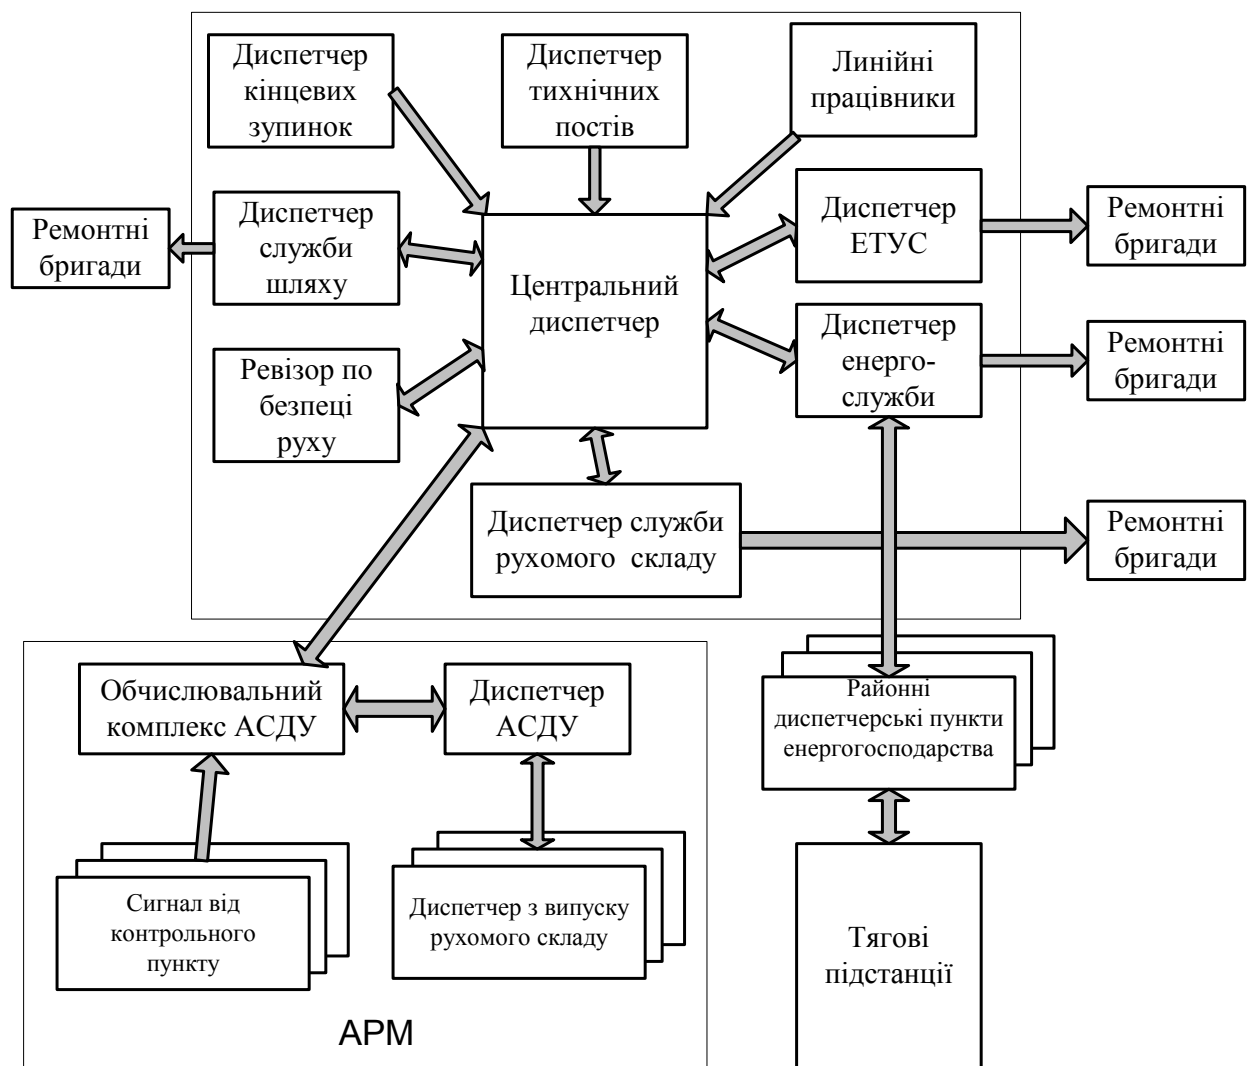 Диспетчер
кінцевих
зупинок
Диспетчер
тихнічних
постів
Линійні
працівники
Ремонтні
бригади
Диспетчер
служби
шляху
Центральний
диспетчер
Диспетчер
ЕТУС
Ремонтні
бригади
Ревізор по
безпеці
руху
Диспетчер
енерго-
служби
Ремонтні
бригади
Диспетчер служби
рухомого складу
Ремонтні
бригади
Обчислювальний
комплекс АСДУ
Диспетчер
АСДУ
Районні
диспетчерські пункти
енергогосподарства
Сигнал від
контрольного
пункту
Диспетчер з випуску
рухомого складу
Тягові
підстанції
АРМ